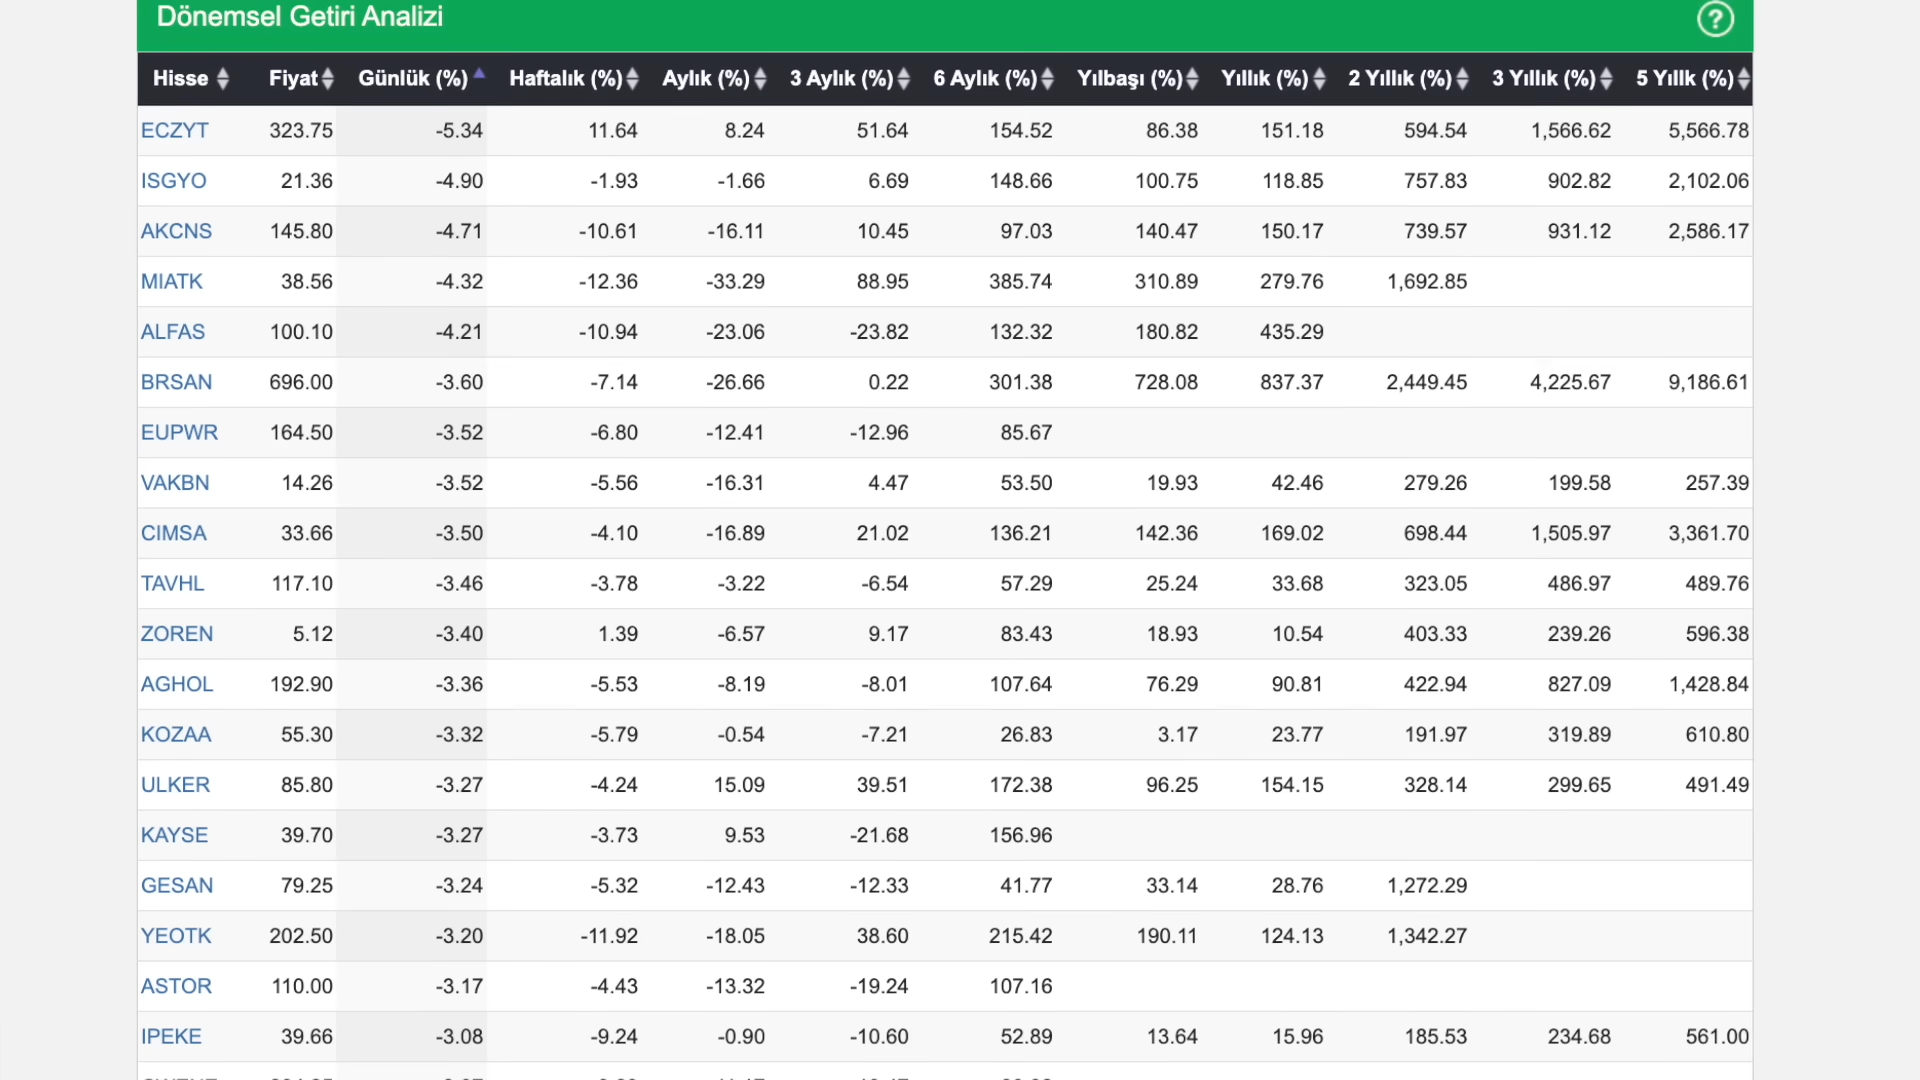 Dönemsel Getiri Analizi ?
Hisse Fiyat Günlük (%) Haftalık (%) Aylık (%) 3 Aylık (%) 6 Aylık (%) Yılbaşı (%) Yıllık (%) 2 Yıllık (%) 3 Yıllık (%) 5 Yıllk (%)
ECZYT 323.75 -5.34 11.64 8.24 51.64 154.52 86.38 151.18 594.54 1,566.62 5,566.78
ISGYO 21.36 -4.90 -1.93 -1.66 6.69 148.66 100.75 118.85 757.83 902.82 2,102.06
AKCNS 145.80 -4.71 -10.61 -16.11 10.45 97.03 140.47 150.17 739.57 931.12 2,586.17
MIATK 38.56 -4.32 -12.36 -33.29 88.95 385.74 310.89 279.76 1,692.85
ALFAS 100.10 -4.21 -10.94 -23.06 -23.82 132.32 180.82 435.29
BRSAN 696.00 -3.60 -7.14 -26.66 0.22 301.38 728.08 837.37 2,449.45 4,225.67 9,186.61
EUPWR 164.50 -3.52 -6.80 -12.41 -12.96 85.67
VAKBN 14.26 -3.52 -5.56 -16.31 4.47 53.50 19.93 42.46 279.26 199.58 257.39
CIMSA 33.66 -3.50 -4.10 -16.89 21.02 136.21 142.36 169.02 698.44 1,505.97 3,361.70
TAVHL 117.10 -3.46 -3.78 -3.22 -6.54 57.29 25.24 33.68 323.05 486.97 489.76
ZOREN 5.12 -3.40 1.39 -6.57 9.17 83.43 18.93 10.54 403.33 239.26 596.38
AGHOL 192.90 -3.36 -5.53 -8.19 -8.01 107.64 76.29 90.81 422.94 827.09 1,428.84
KOZAA 55.30 -3.32 -5.79 -0.54 -7.21 26.83 3.17 23.77 191.97 319.89 610.80
ULKER 85.80 -3.27 -4.24 15.09 39.51 172.38 96.25 154.15 328.14 299.65 491.49
KAYSE 39.70 -3.27 -3.73 9.53 -21.68 156.96
GESAN 79.25 -3.24 -5.32 -12.43 -12.33 41.77 33.14 28.76 1,272.29
YEOTK 202.50 -3.20 -11.92 -18.05 38.60 215.42 190.11 124.13 1,342.27
ASTOR 110.00 -3.17 -4.43 -13.32 -19.24 107.16
IPEKE 39.66 -3.08 -9.24 -0.90 -10.60 52.89 13.64 15.96 185.53 234.68 561.00